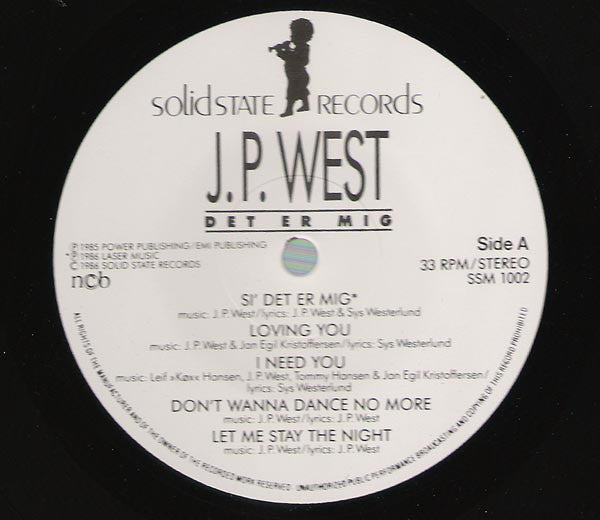 solid STATE RECORds
J.P. WEST
DET ER MIG
℗ 1985 POWER PUBLISHING/EMI PUBLISHING
*℗ 1986 LASER MUSIC
© 1986 SOLID STATE RECORDS
ncb
Side A
33 RPM/STEREO
SSM 1002
SI' DET ER MIG*
music: J.P. West/lyrics: J.P. West & Sys Westerlund
LOVING YOU
music: J.P. West & Jan Egil Kristoffersen/lyrics: Sys Westerlund
I NEED YOU
music: Leif »Køx« Hansen, J.P. West, Tommy Hansen & Jan Egil Kristoffersen/
lyrics: Sys Westerlund
DON'T WANNA DANCE NO MORE
music: J.P. West/lyrics: J.P. West
LET ME STAY THE NIGHT
music: J.P. West/lyrics: J.P. West
ALL RIGHTS OF THE MANUFACTURER AND OF THE OWNER OF THE RECORDED WORK RESERVED UNAUTHORIZED PUBLIC PERFORMANCE BROADCASTING AND COPYING OF THIS RECORD PROHIBITED